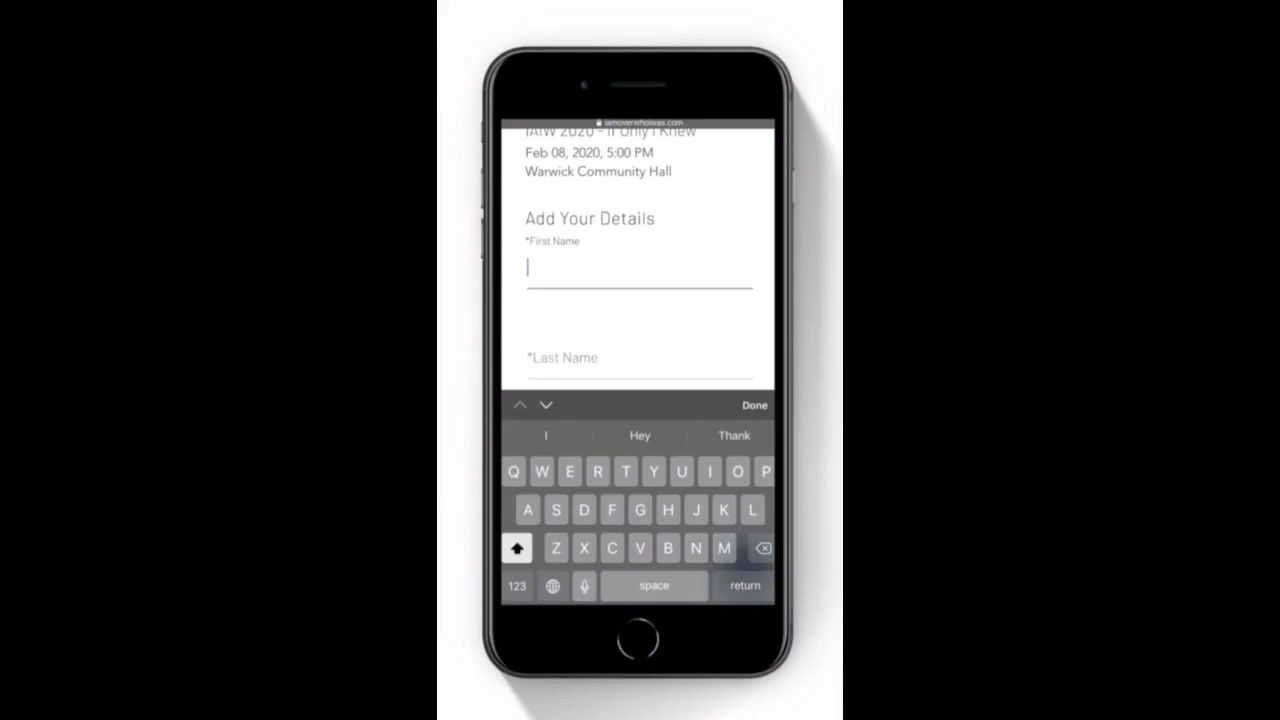 iamoverwhoiwas.com
IAIW 2020 - If Only I Knew
Feb 08, 2020, 5:00 PM
Warwick Community Hall
Add Your Details
*First Name
*Last Name
Done
I Hey Thank
Q W E R T Y U I O P
A S D F G H J K L
Z X C V B N M
123 space return